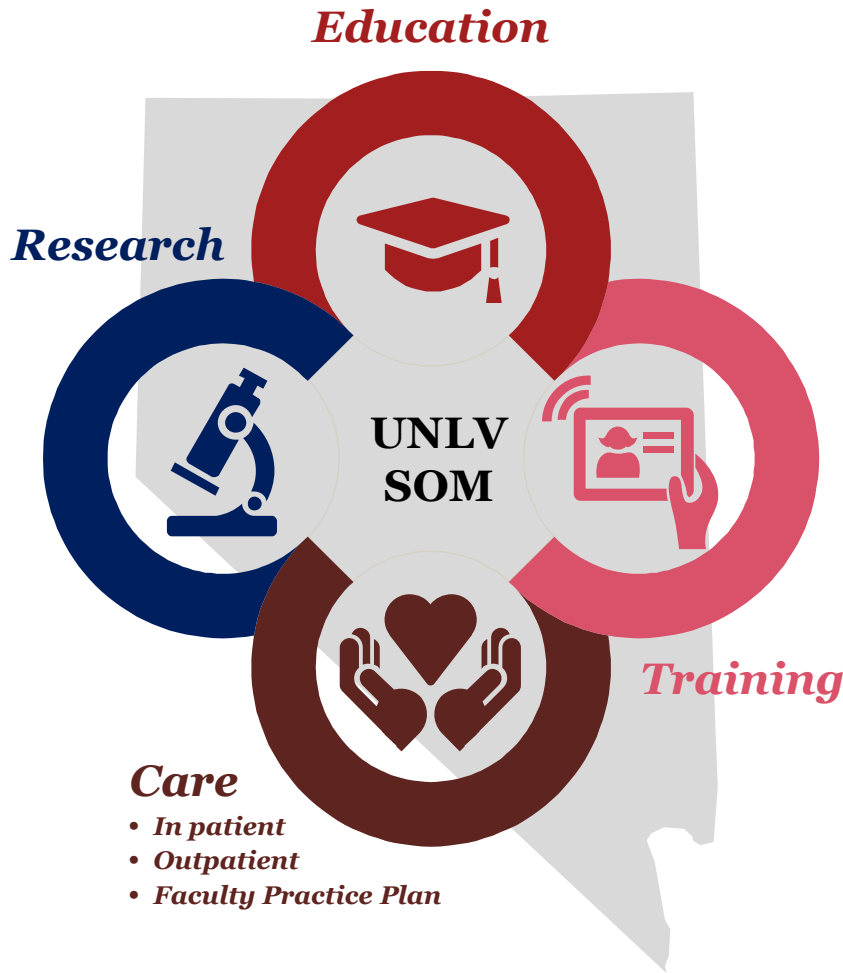 Education
Research
UNLV
SOM
Training
Care
• In patient
• Outpatient
• Faculty Practice Plan